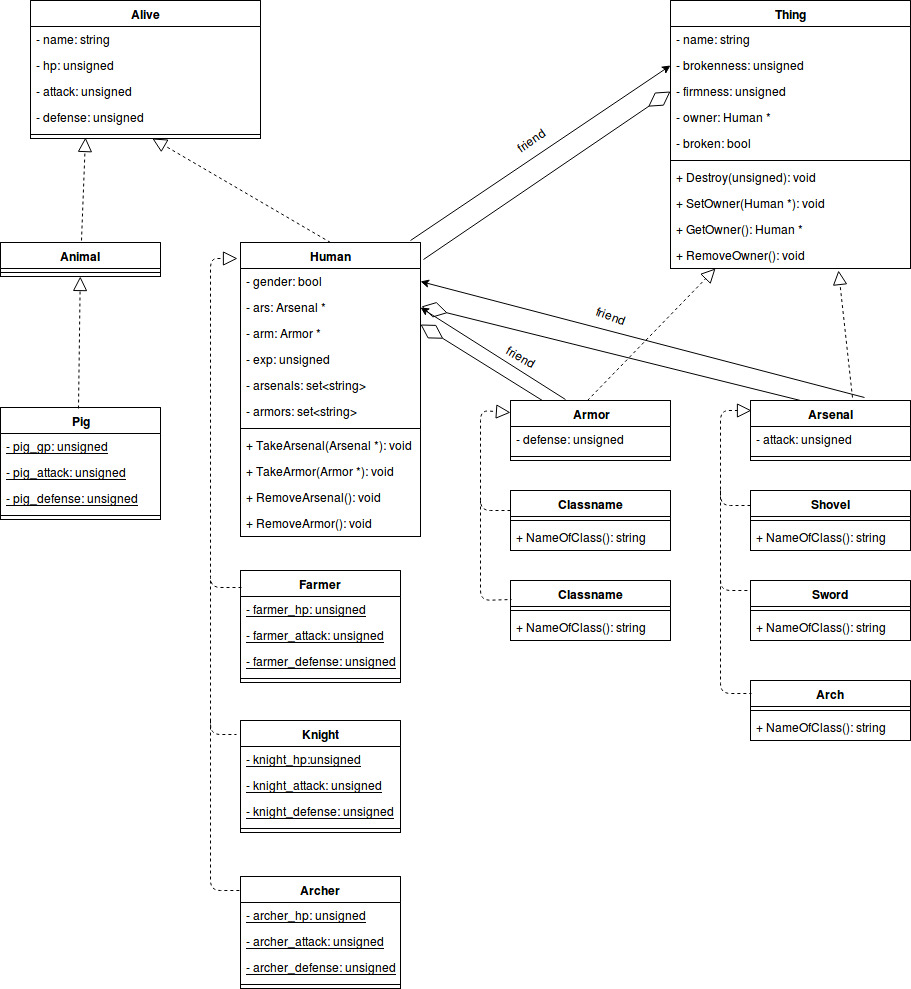 Alive
- name: string
- hp: unsigned
- attack: unsigned
- defense: unsigned
Thing
- name: string
- brokenness: unsigned
- firmness: unsigned
- owner: Human *
- broken: bool
+ Destroy(unsigned): void
+ SetOwner(Human *): void
+ GetOwner(): Human *
+ RemoveOwner(): void
friend
Animal
Human
- gender: bool
- ars: Arsenal *
- arm: Armor *
- exp: unsigned
- arsenals: set<string>
- armors: set<string>
+ TakeArsenal(Arsenal *): void
+ TakeArmor(Armor *): void
+ RemoveArsenal(): void
+ RemoveArmor(): void
friend
friend
Pig
- pig_gp: unsigned
- pig_attack: unsigned
- pig_defense: unsigned
Armor
- defense: unsigned
Arsenal
- attack: unsigned
Classname
+ NameOfClass(): string
Shovel
+ NameOfClass(): string
Classname
+ NameOfClass(): string
Sword
+ NameOfClass(): string
Arch
+ NameOfClass(): string
Farmer
- farmer_hp: unsigned
- farmer_attack: unsigned
- farmer_defense: unsigned
Knight
- knight_hp:unsigned
- knight_attack: unsigned
- knight_defense: unsigned
Archer
- archer_hp: unsigned
- archer_attack: unsigned
- archer_defense: unsigned